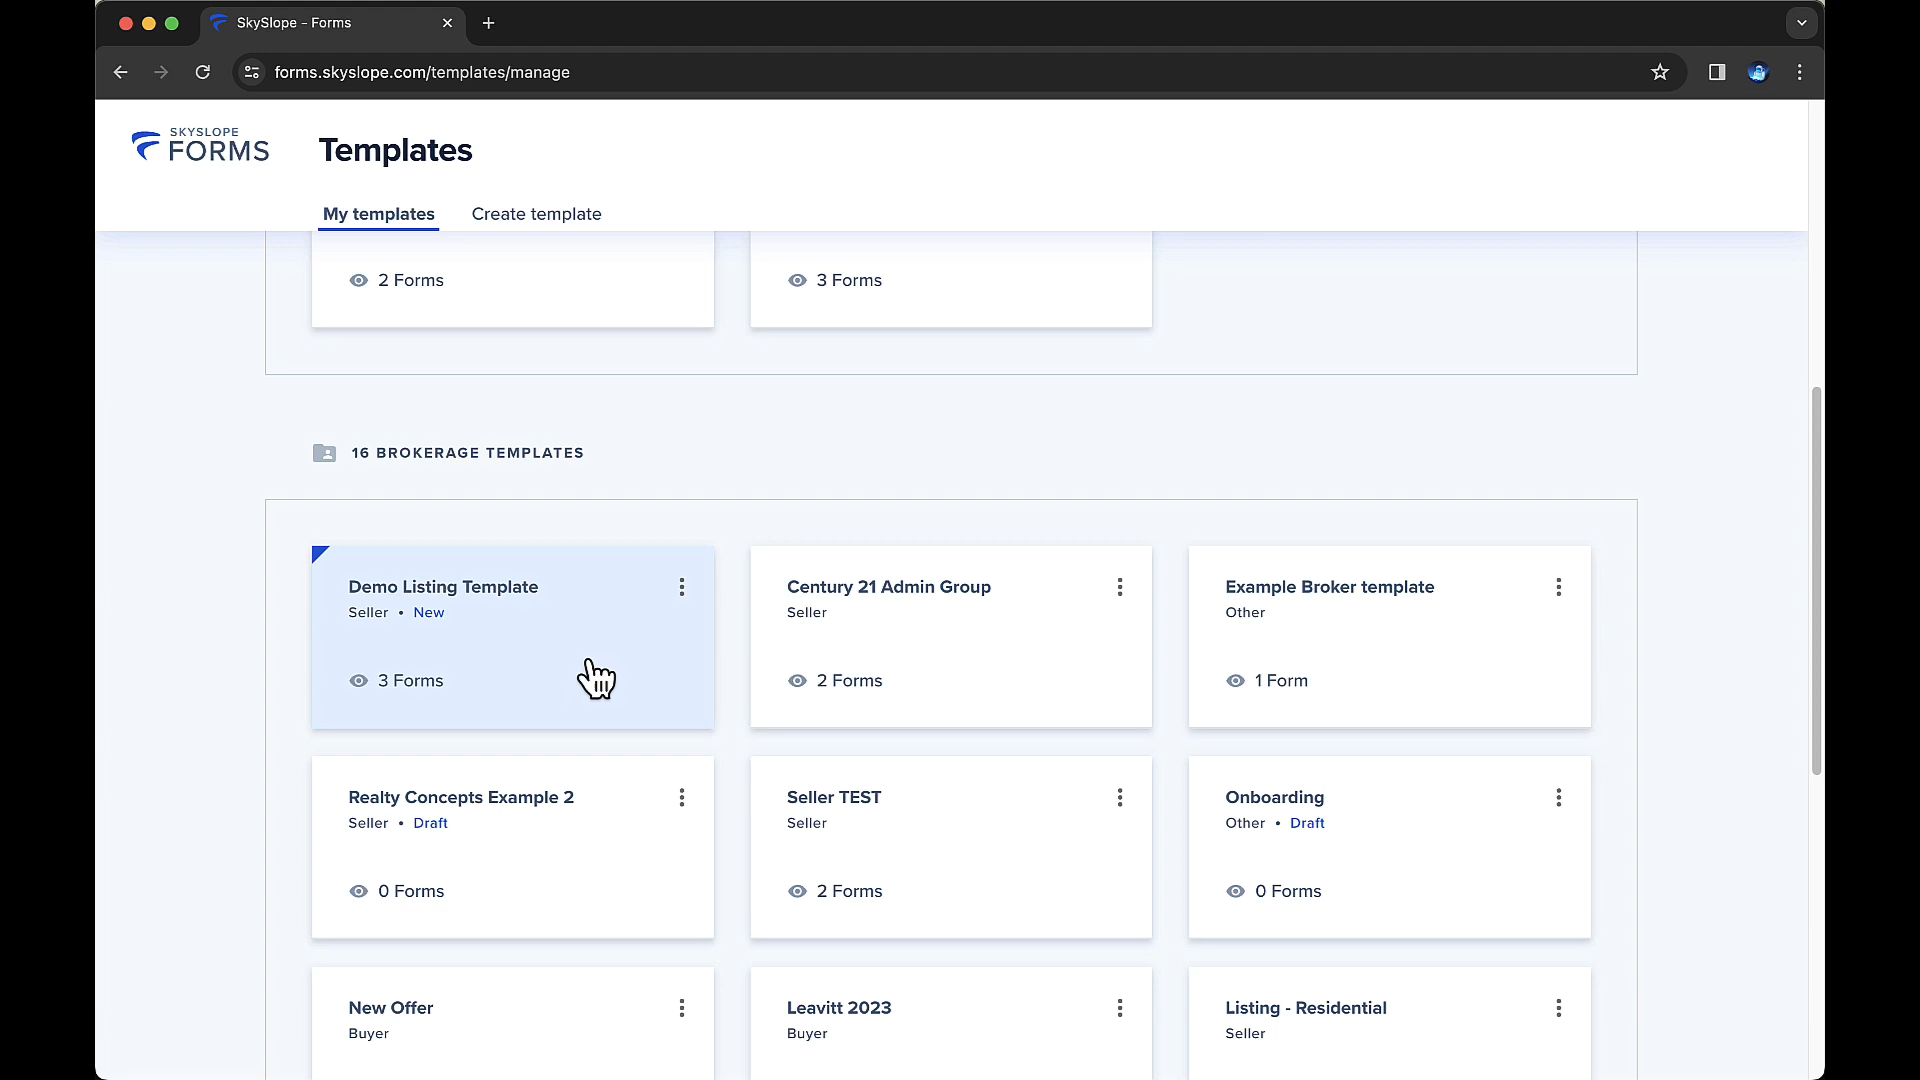 SkySlope - Forms
forms.skyslope.com/templates/manage
SKYSLOPE
FORMS
Templates
My templates
Create template
2 Forms
3 Forms
16 BROKERAGE TEMPLATES
Demo Listing Template
Seller • New
3 Forms
Century 21 Admin Group
Seller
2 Forms
Example Broker template
Other
1 Form
Realty Concepts Example 2
Seller • Draft
0 Forms
Seller TEST
Seller
2 Forms
Onboarding
Other • Draft
0 Forms
New Offer
Buyer
Leavitt 2023
Buyer
Listing - Residential
Seller